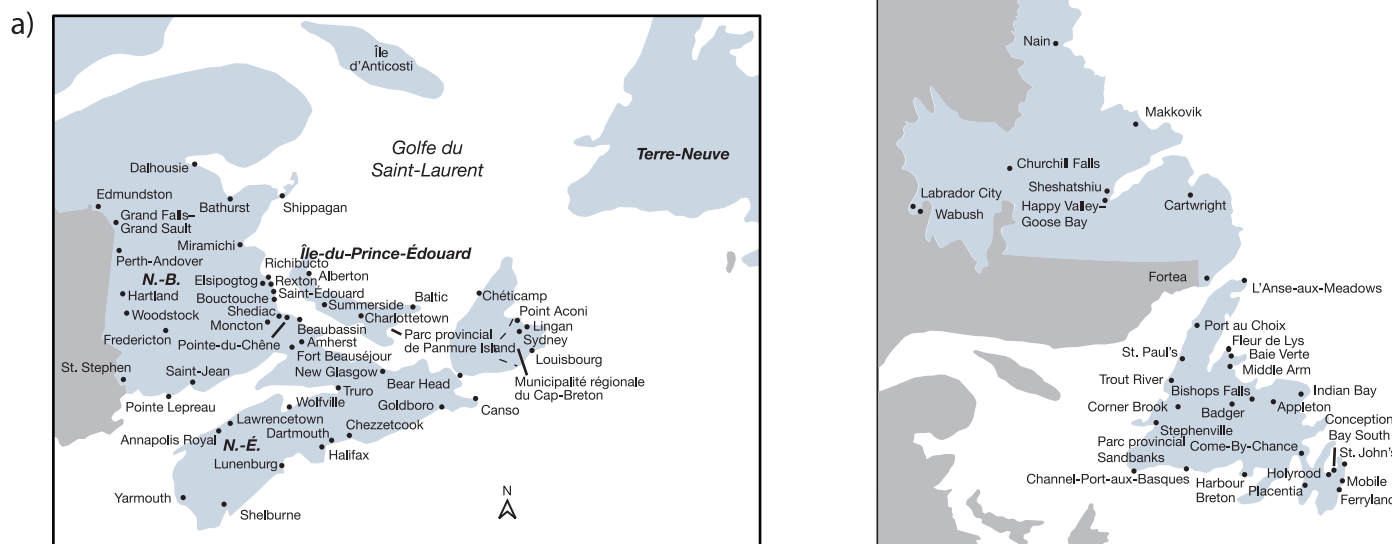 a)
Île
d'Anticosti
Golfe du
Saint-Laurent
Terre-Neuve
Dalhousie
Edmundston
Bathurst
Shippagan
Grand Falls–
Grand Sault
Miramichi
Perth-Andover
Île-du-Prince-Édouard
Richibucto
Alberton
N.-B.
Elsipogtog
Rexton
Saint-Édouard
Hartland
Bouctouche
Summerside
Baltic
Chéticamp
Woodstock
Shediac
Charlottetown
Point Aconi
Moncton
Beaubassin
Lingan
Fredericton
Pointe-du-Chêne
Amherst
Parc provincial
de Panmure Island
Sydney
Fort Beauséjour
Louisbourg
St. Stephen
Saint-Jean
New Glasgow
Bear Head
Municipalité régionale
du Cap-Breton
Truro
Pointe Lepreau
Wolfville
Goldboro
Canso
Lawrencetown
Chezzetcook
Annapolis Royal
Dartmouth
N.-É.
Halifax
Lunenburg
Yarmouth
Shelburne
N
Nain
Makkovik
Churchill Falls
Sheshatshiu
Labrador City
Wabush
Happy Valley–
Goose Bay
Cartwright
Fortea
L'Anse-aux-Meadows
Port au Choix
Fleur de Lys
St. Paul's
Baie Verte
Middle Arm
Trout River
Bishops Falls
Indian Bay
Corner Brook
Badger
Appleton
Stephenville
Conception
Bay South
Parc provincial
Sandbanks
Come-By-Chance
St. John's
Channel-Port-aux-Basques
Harbour
Breton
Holyrood
Placentia
Mobile
Ferryland